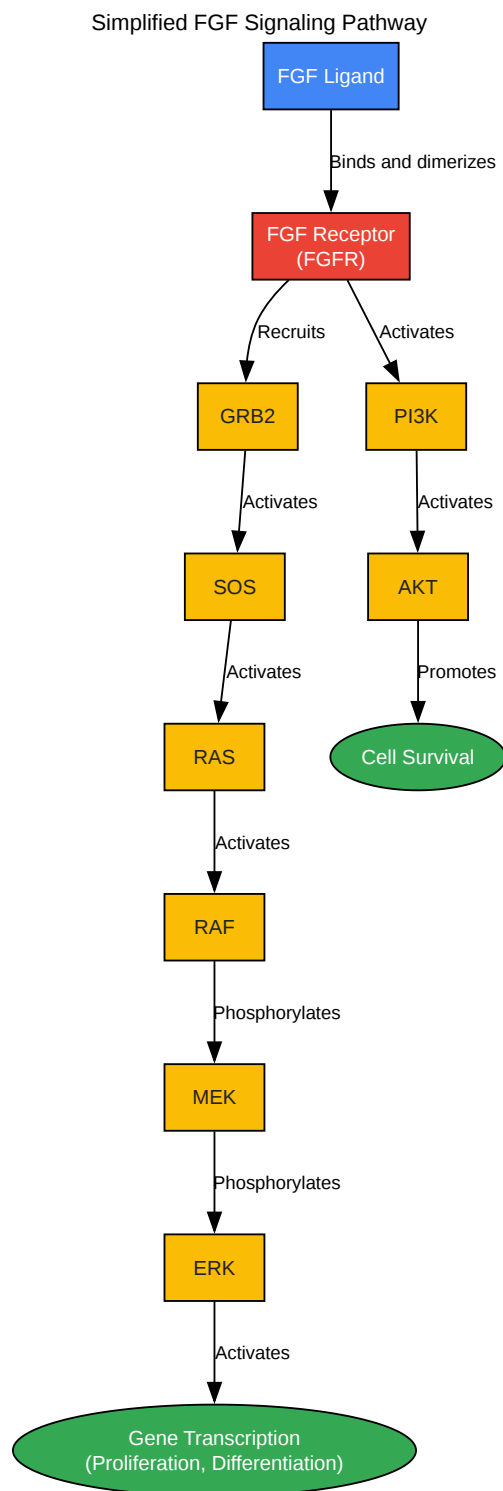 Simplified FGF Signaling Pathway
FGF Ligand
Binds and dimerizes
FGF Receptor
(FGFR)
Recruits
Activates
GRB2
PI3K
Activates
Activates
SOS
AKT
Activates
Promotes
RAS
Cell Survival
Activates
RAF
Phosphorylates
MEK
Phosphorylates
ERK
Activates
Gene Transcription
(Proliferation, Differentiation)